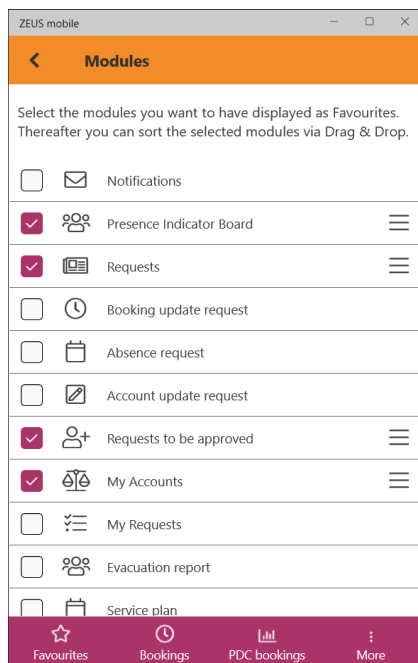 ZEUS mobile
Modules
Select the modules you want to have displayed as Favourites.
Thereafter you can sort the selected modules via Drag & Drop.
Notifications
Presence Indicator Board
Requests
Booking update request
Absence request
Account update request
Requests to be approved
My Accounts
My Requests
Evacuation report
Service plan
Favourites
Bookings
PDC bookings
More